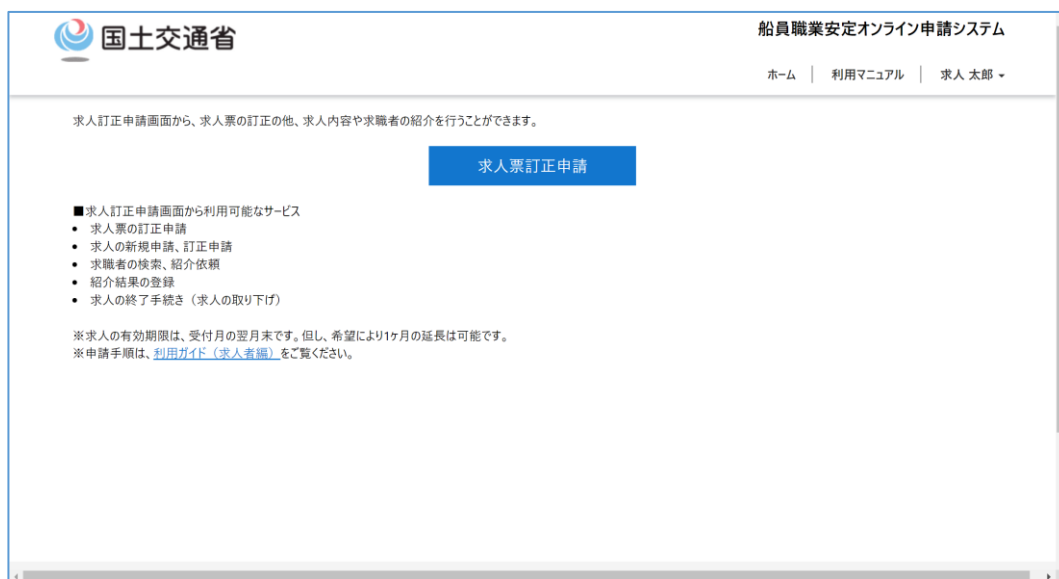 国土交通省
船員職業安定オンライン申請システム
ホーム | 利用マニュアル | 求人 太郎
求人訂正申請画面から、求人票の訂正の他、求人内容や求職者の紹介を行うことができます。
求人票訂正申請
■求人訂正申請画面から利用可能なサービス
• 求人票の訂正申請
• 求人の新規申請、訂正申請
• 求職者の検索、紹介依頼
• 紹介結果の登録
• 求人の終了手続き（求人の取り下げ）
※求人の有効期限は、受付月の翌月末です。但し、希望により1ヶ月の延長は可能です。
※申請手順は、利用ガイド（求人者編）をご覧ください。